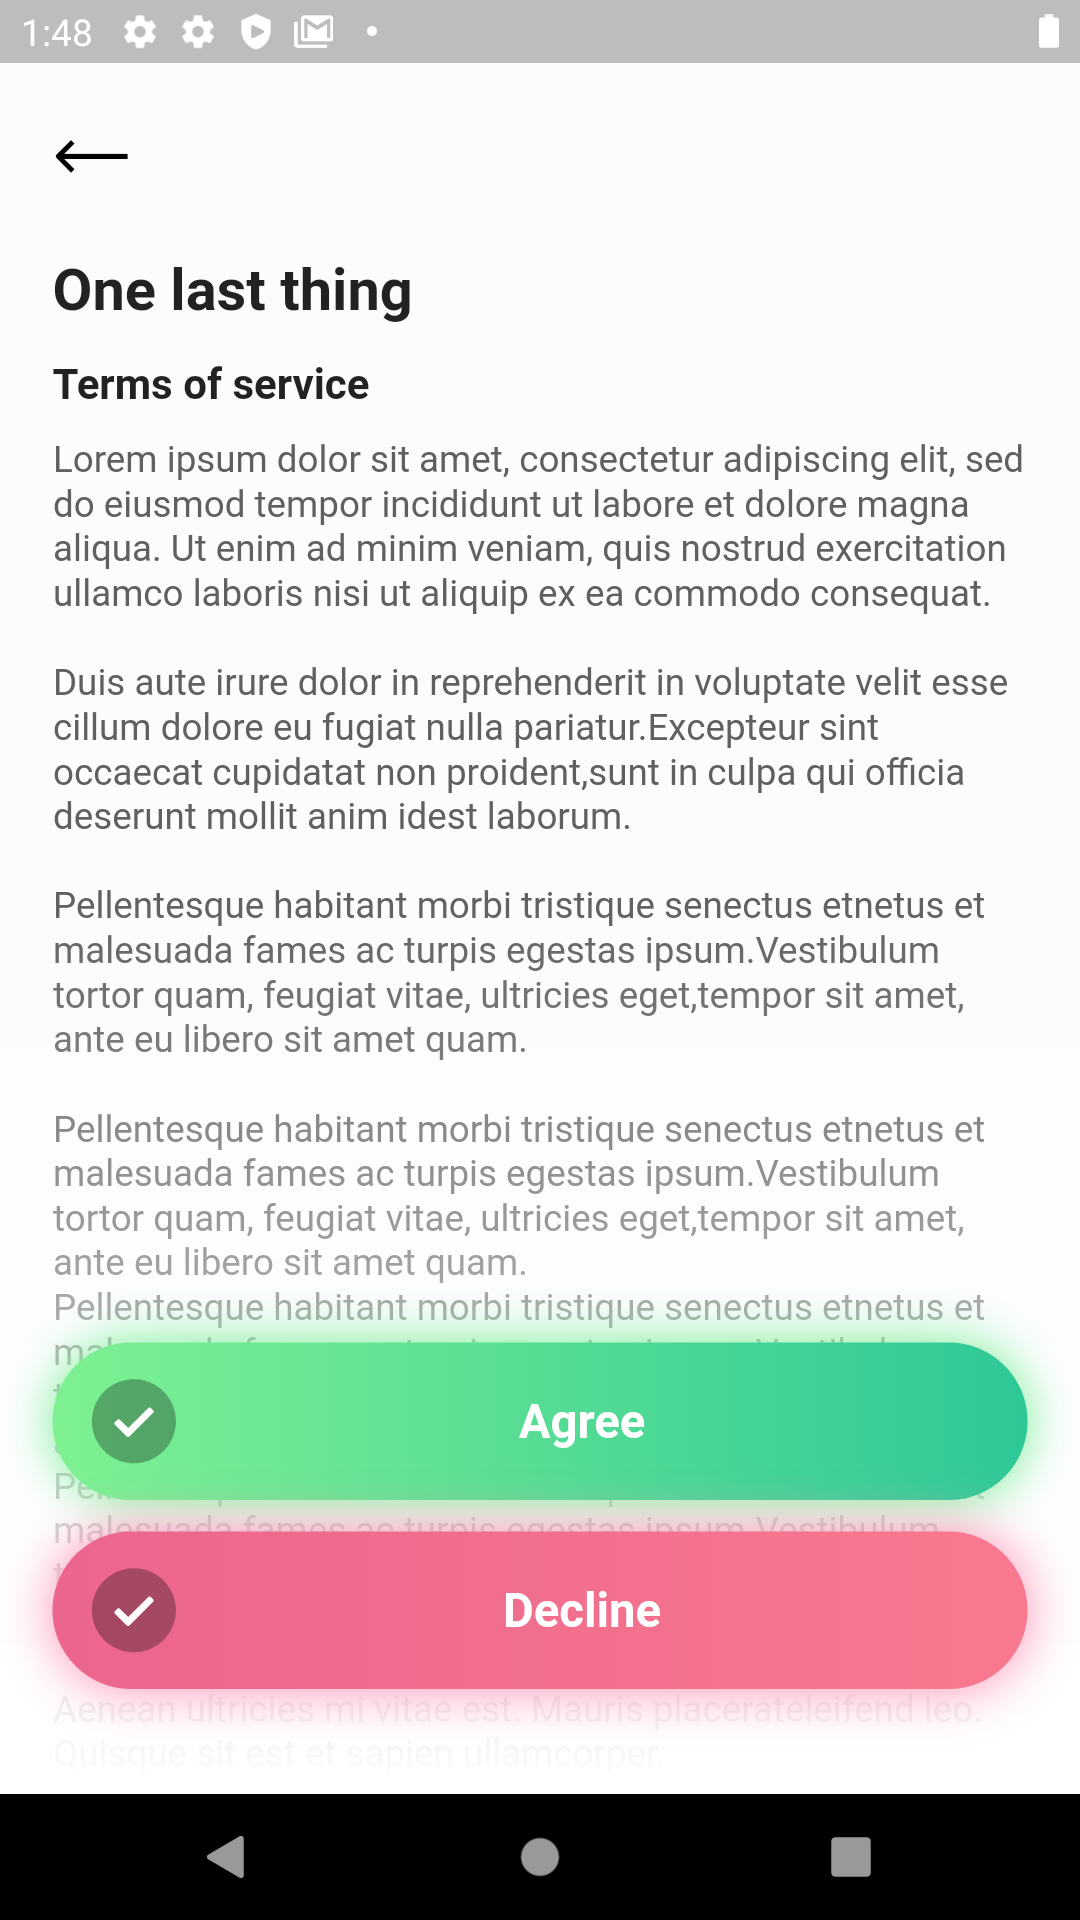 1:48
One last thing
Terms of service
Lorem ipsum dolor sit amet, consectetur adipiscing elit, sed
do eiusmod tempor incididunt ut labore et dolore magna
aliqua. Ut enim ad minim veniam, quis nostrud exercitation
ullamco laboris nisi ut aliquip ex ea commodo consequat.
Duis aute irure dolor in reprehenderit in voluptate velit esse
cillum dolore eu fugiat nulla pariatur.Excepteur sint
occaecat cupidatat non proident,sunt in culpa qui officia
deserunt mollit anim idest laborum.
Pellentesque habitant morbi tristique senectus etnetus et
malesuada fames ac turpis egestas ipsum.Vestibulum
tortor quam, feugiat vitae, ultricies eget,tempor sit amet,
ante eu libero sit amet quam.
Pellentesque habitant morbi tristique senectus etnetus et
malesuada fames ac turpis egestas ipsum.Vestibulum
tortor quam, feugiat vitae, ultricies eget,tempor sit amet,
ante eu libero sit amet quam.
Pellentesque habitant morbi tristique senectus etnetus et
Agree
malesuada fames ac turpis egestas ipsum.Vestibulum
Decline
Aenean ultricies mi vitae est. Mauris placerateleifend leo.
Quisque sit est et sapien ullamcorper.